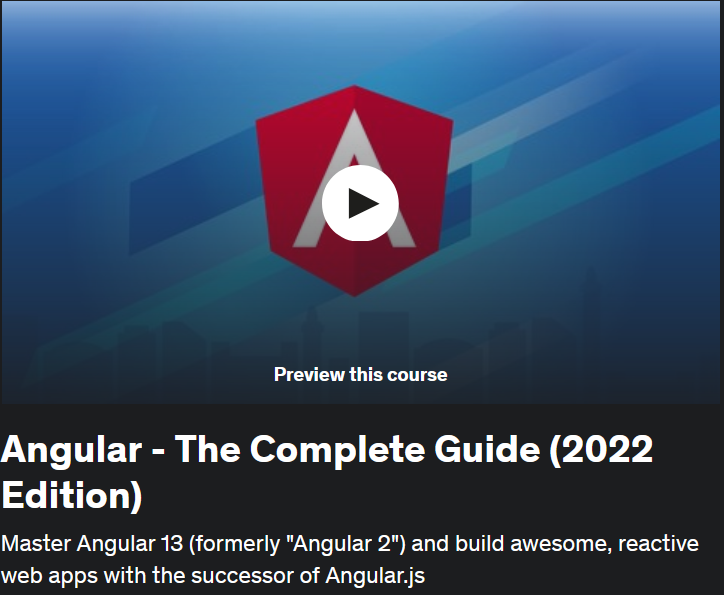 Preview this course
Angular - The Complete Guide (2022
Edition)
Master Angular 13 (formerly "Angular 2") and build awesome, reactive
web apps with the successor of Angular.js